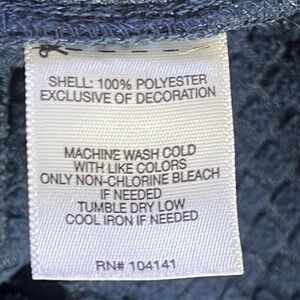 SHELL: 100% POLYESTER
EXCLUSIVE OF DECORATION
MACHINE WASH COLD
WITH LIKE COLORS
ONLY NON-CHLORINE BLEACH
IF NEEDED
TUMBLE DRY LOW
COOL IRON IF NEEDED
RN# 104141